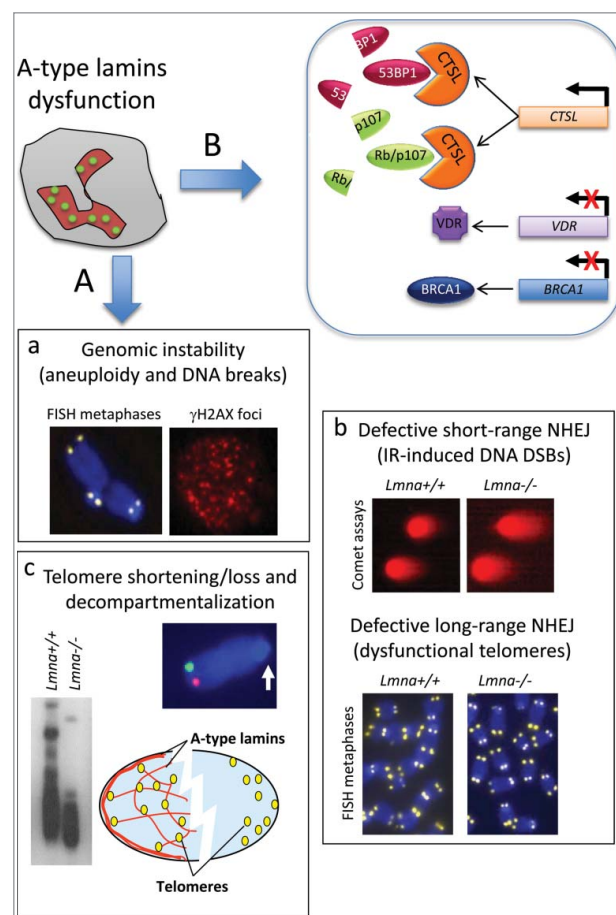 A-type lamins
dysfunction
B
A
BP1
53BP1
53
CTSL
CTSL
p107
Rb/p107
Rb/
CTSL
VDR
VDR
BRCA1
BRCA1
a
Genomic instability
(aneuploidy and DNA breaks)
FISH metaphases γH2AX foci
b
Defective short-range NHEJ
(IR-induced DNA DSBs)
Lmna+/+ Lmna-/-
Comet assays
Defective long-range NHEJ
(dysfunctional telomeres)
Lmna+/+ Lmna-/-
FISH metaphases
c
Telomere shortening/loss and
decompartmentalization
Lmna+/+
Lmna-/-
A-type lamins
Telomeres